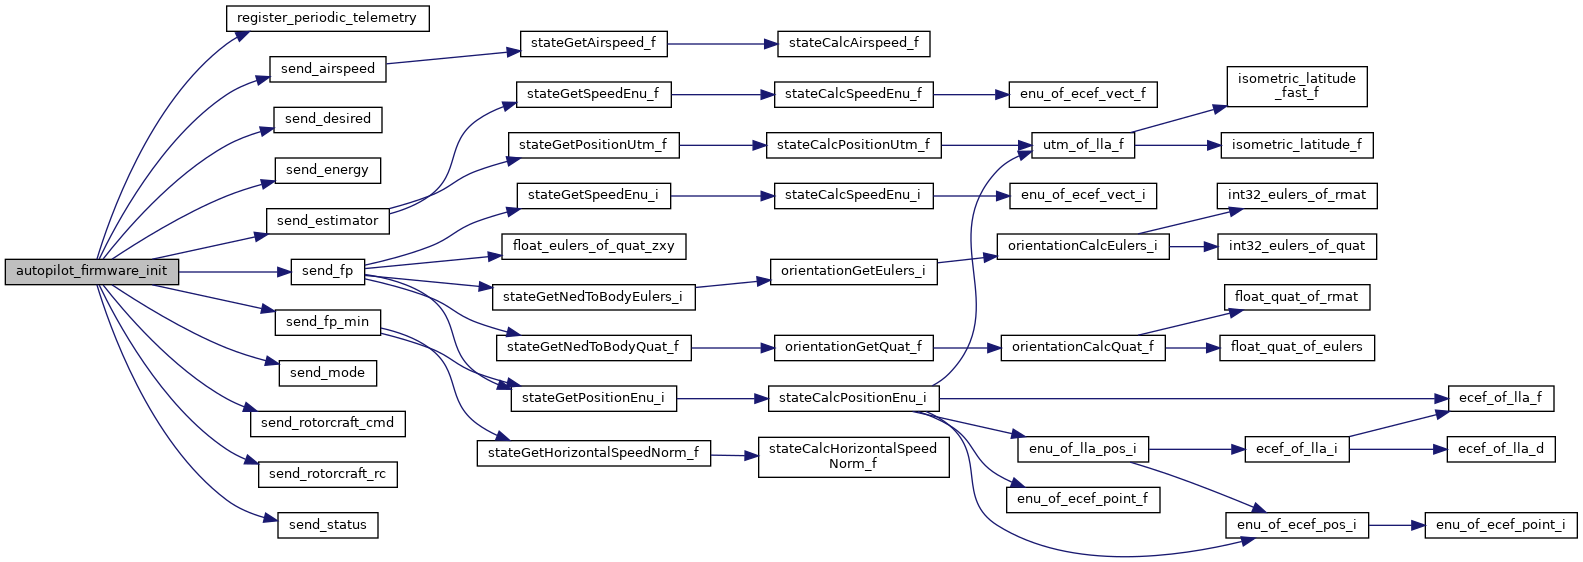 autopilot_firmware_init
register_periodic_telemetry
send_airspeed
send_desired
send_energy
send_estimator
send_fp
send_fp_min
send_mode
send_rotorcraft_cmd
send_rotorcraft_rc
send_status
stateGetAirspeed_f
stateGetSpeedEnu_f
stateGetPositionUtm_f
stateGetSpeedEnu_i
float_eulers_of_quat_zxy
stateGetNedToBodyEulers_i
stateGetNedToBodyQuat_f
stateGetPositionEnu_i
stateGetHorizontalSpeedNorm_f
stateCalcAirspeed_f
stateCalcSpeedEnu_f
stateCalcPositionUtm_f
stateCalcSpeedEnu_i
orientationGetEulers_i
orientationGetQuat_f
stateCalcPositionEnu_i
stateCalcHorizontalSpeed
Norm_f
enu_of_ecef_vect_f
utm_of_lla_f
enu_of_ecef_vect_i
orientationCalcEulers_i
orientationCalcQuat_f
enu_of_lla_pos_i
enu_of_ecef_point_f
isometric_latitude
_fast_f
isometric_latitude_f
int32_eulers_of_rmat
int32_eulers_of_quat
float_quat_of_rmat
float_quat_of_eulers
ecef_of_lla_i
enu_of_ecef_pos_i
ecef_of_lla_f
ecef_of_lla_d
enu_of_ecef_point_i